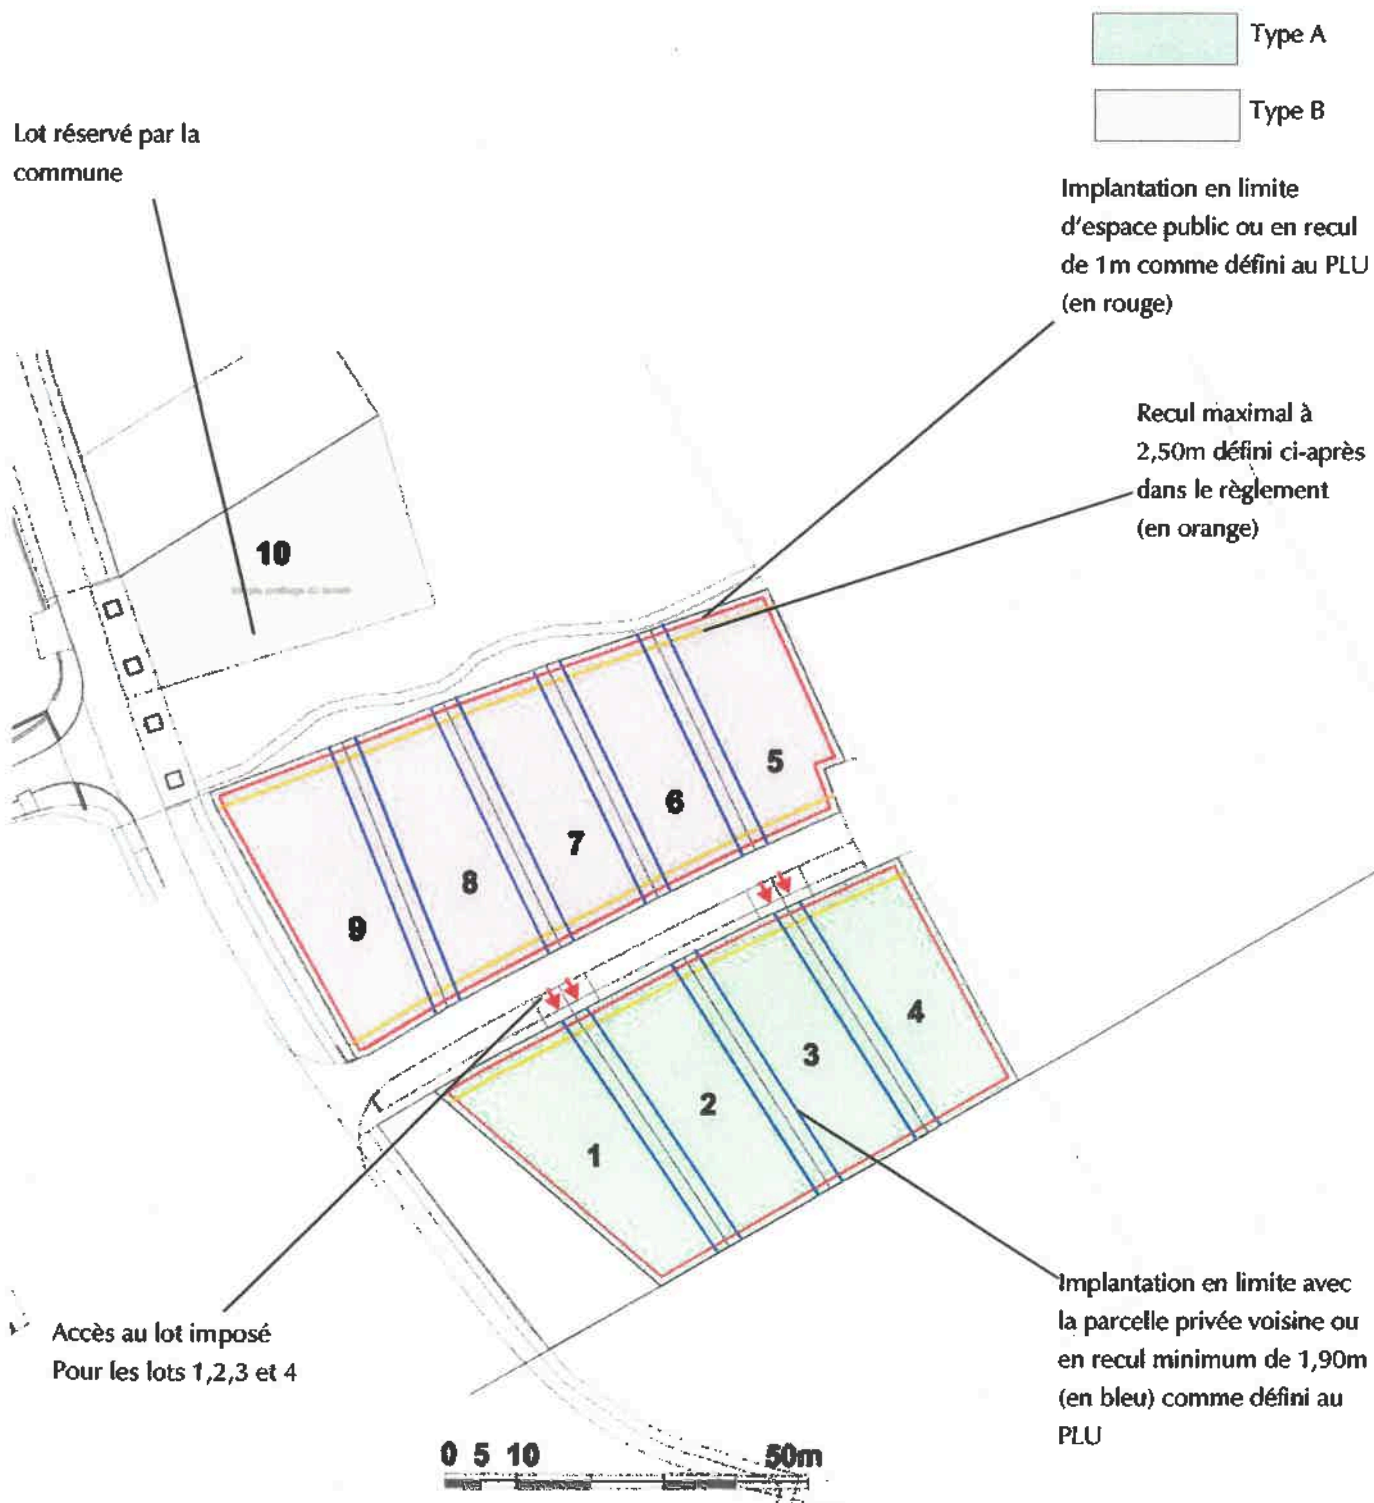 Type A
Type B
Lot réservé par la
commune
Implantation en limite
d'espace public ou en recul
de 1m comme défini au PLU
(en rouge)
Recul maximal à
2,50m défini ci-après
dans le règlement
(en orange)
10
5
6
7
8
9
4
3
2
1
Accès au lot imposé
Pour les lots 1,2,3 et 4
Implantation en limite avec
la parcelle privée voisine ou
en recul minimum de 1,90m
(en bleu) comme défini au
PLU
0 5 10 50m